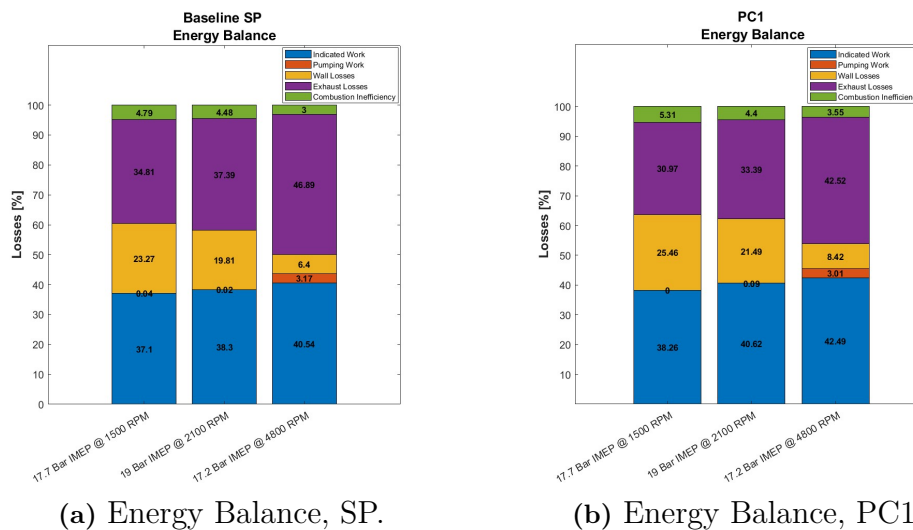 Baseline SP
Energy Balance
Indicated Work
Pumping Work
Wall Losses
Exhaust Losses
Combustion Inefficiency
Losses [%]
100
90
80
70
60
50
40
30
20
10
0
4.79
34.81
23.27
0.04
37.1
4.48
37.39
19.81
0.02
38.3
3
46.89
6.4
3.17
40.54
17.7 Bar IMEP @ 1500 RPM
19 Bar IMEP @ 2100 RPM
17.2 Bar IMEP @ 4800 RPM
(a) Energy Balance, SP.
PC1
Energy Balance
Indicated Work
Pumping Work
Wall Losses
Exhaust Losses
Combustion Inefficiency
Losses [%]
100
90
80
70
60
50
40
30
20
10
0
5.31
30.97
25.46
0
38.26
4.4
33.39
21.49
0.09
40.62
3.55
42.52
8.42
3.01
42.49
17.7 Bar IMEP @ 1500 RPM
19 Bar IMEP @ 2100 RPM
17.2 Bar IMEP @ 4800 RPM
(b) Energy Balance, PC1